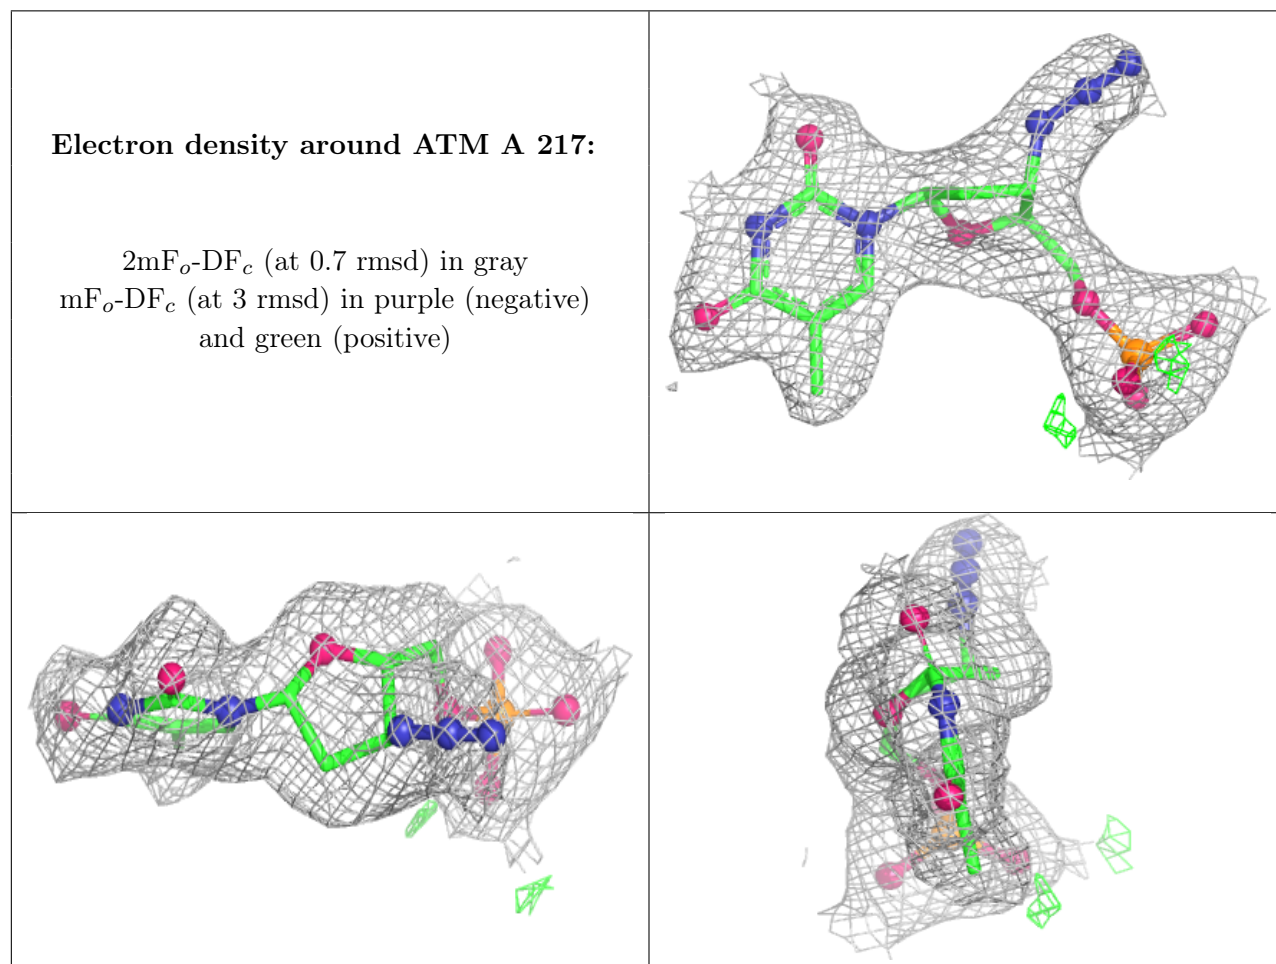 Electron density around ATM A 217:
2mFo-DFc (at 0.7 rmsd) in gray
mFo-DFc (at 3 rmsd) in purple (negative)
and green (positive)